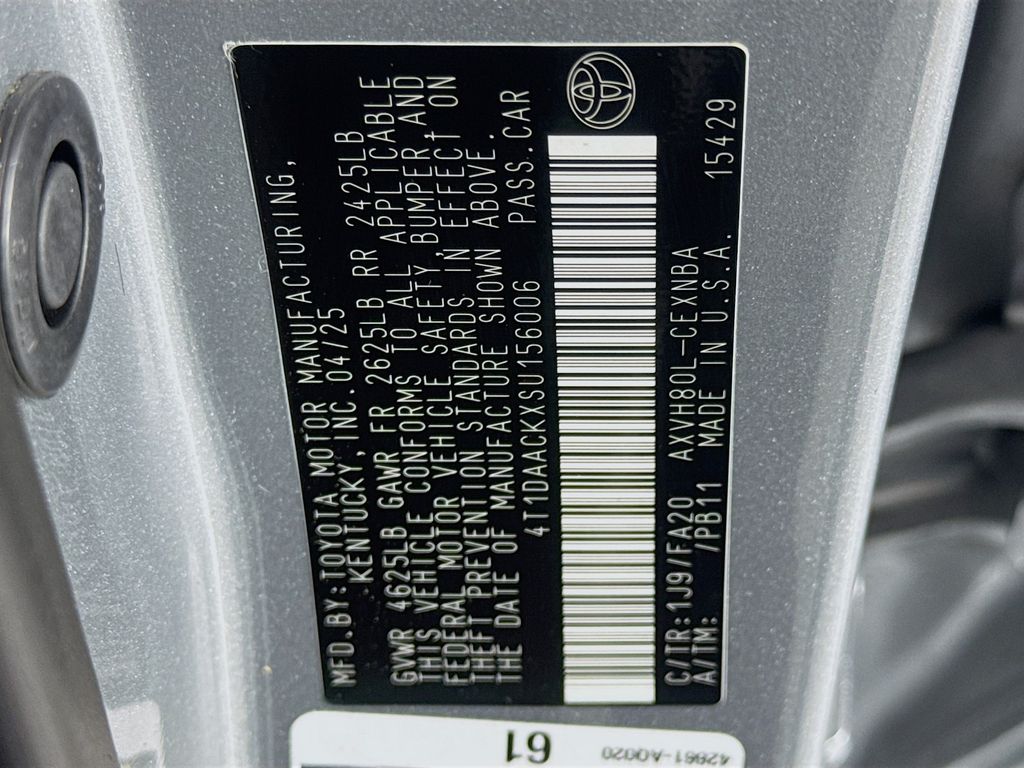 MFD.BY:TOYOTA MOTOR MANUFACTURING,
KENTUCKY, INC. 04/25
GVWR 4625LB GAWR FR 2625LB RR 2425LB
THIS VEHICLE CONFORMS TO ALL APPLICABLE
FEDERAL MOTOR VEHICLE SAFETY, BUMPER, AND
THEFT PREVENTION STANDARDS IN EFFECT ON
THE DATE OF MANUFACTURE SHOWN ABOVE.
4T1DAACKXSU156006 PASS.CAR
C/TR:1J9/FA20 AXVH80L-CEXNBA 15429
A/TM: /PB11 MADE IN U.S.A.
61
42661-AQ020